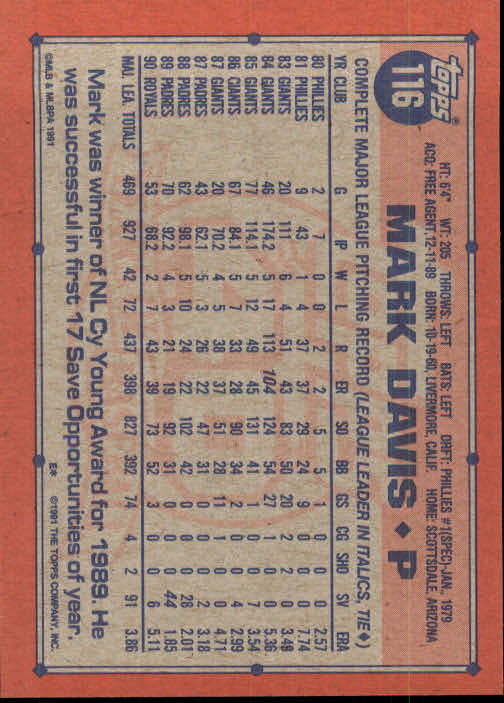 topps®
116
HT: 6'4" WT: 205 THROWS: LEFT BATS: LEFT DRFT: PHILLIES #1(SPEC)-JAN., 1979
ACQ: FREE AGENT, 12-11-89 BORN: 10-19-60, LIVERMORE, CALIF. HOME: SCOTTSDALE, ARIZONA
MARK DAVIS ♦ P
COMPLETE MAJOR LEAGUE PITCHING RECORD (LEAGUE LEADER IN ITALICS, TIE♦)
YR CLUB G IP W L R ER SO BB GS CG SHO SV ERA
80 PHILLIES 2 7 0 0 2 2 5 5 1 0 0 0 2.57
81 PHILLIES 9 43 1 4 37 37 29 24 9 0 0 0 7.74
83 GIANTS 20 111 6 4 51 43 83 50 20 2 2 0 3.49
84 GIANTS 46 174.2 5 17 113 104 124 54 27 1 0 0 5.36
85 GIANTS 77 114.1 5 12 49 45 131 41 1 0 0 7 3.54
86 GIANTS 67 84.1 5 7 33 28 90 34 2 0 0 4 2.99
87 GIANTS 20 70.2 4 5 38 37 51 28 11 1 0 0 4.71
87 PADRES 43 62.1 5 3 26 22 47 31 0 0 0 2 3.18
88 PADRES 62 98.1 5 10 24 22 102 42 0 0 0 28 2.01
89 PADRES 70 92.2 4 3 21 19 92 31 0 0 0 44 1.85
90 ROYALS 53 68.2 2 7 43 39 73 52 3 0 0 6 5.11
MAJ. LEA. TOTALS 469 927 42 72 437 398 827 392 74 4 2 91 3.86
Mark was winner of NL Cy Young Award for 1989. He
was successful in first 17 Save Opportunities of year.
©MLB & MLBPA 1991 E* ©1991 THE TOPPS COMPANY, INC.